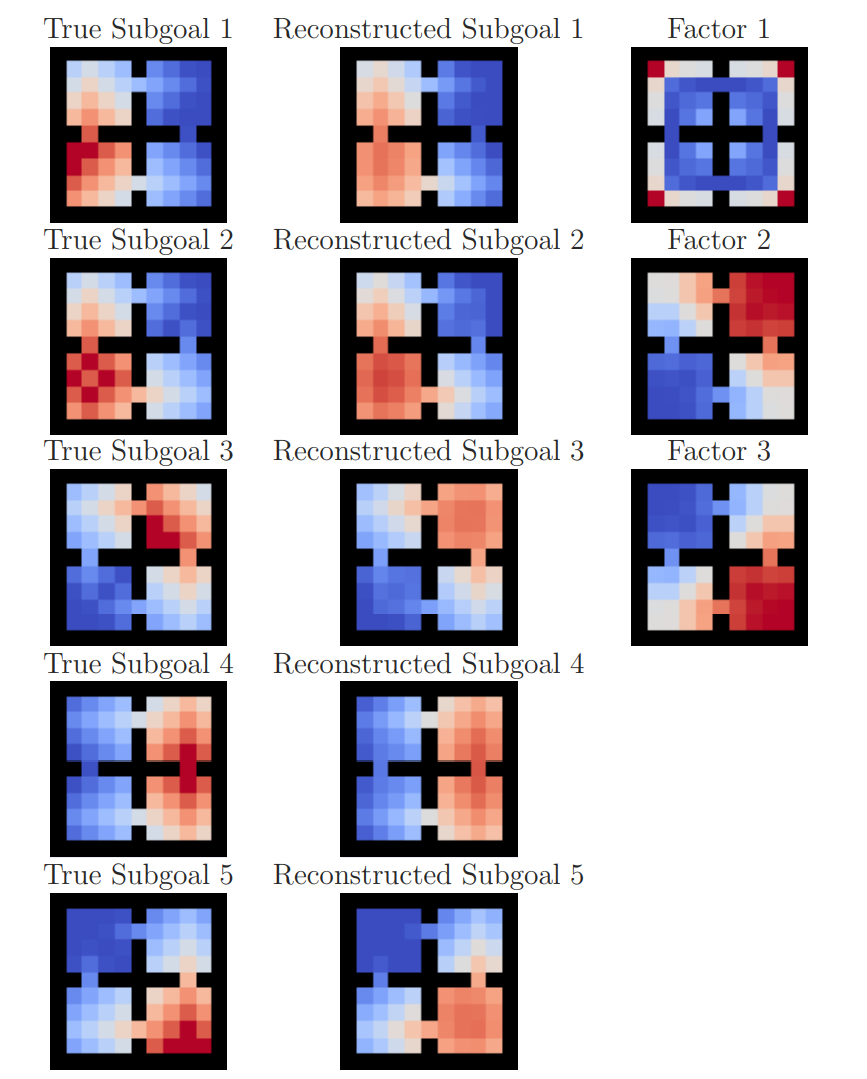 True Subgoal 1 Reconstructed Subgoal 1 Factor 1
True Subgoal 2 Reconstructed Subgoal 2 Factor 2
True Subgoal 3 Reconstructed Subgoal 3 Factor 3
True Subgoal 4 Reconstructed Subgoal 4
True Subgoal 5 Reconstructed Subgoal 5